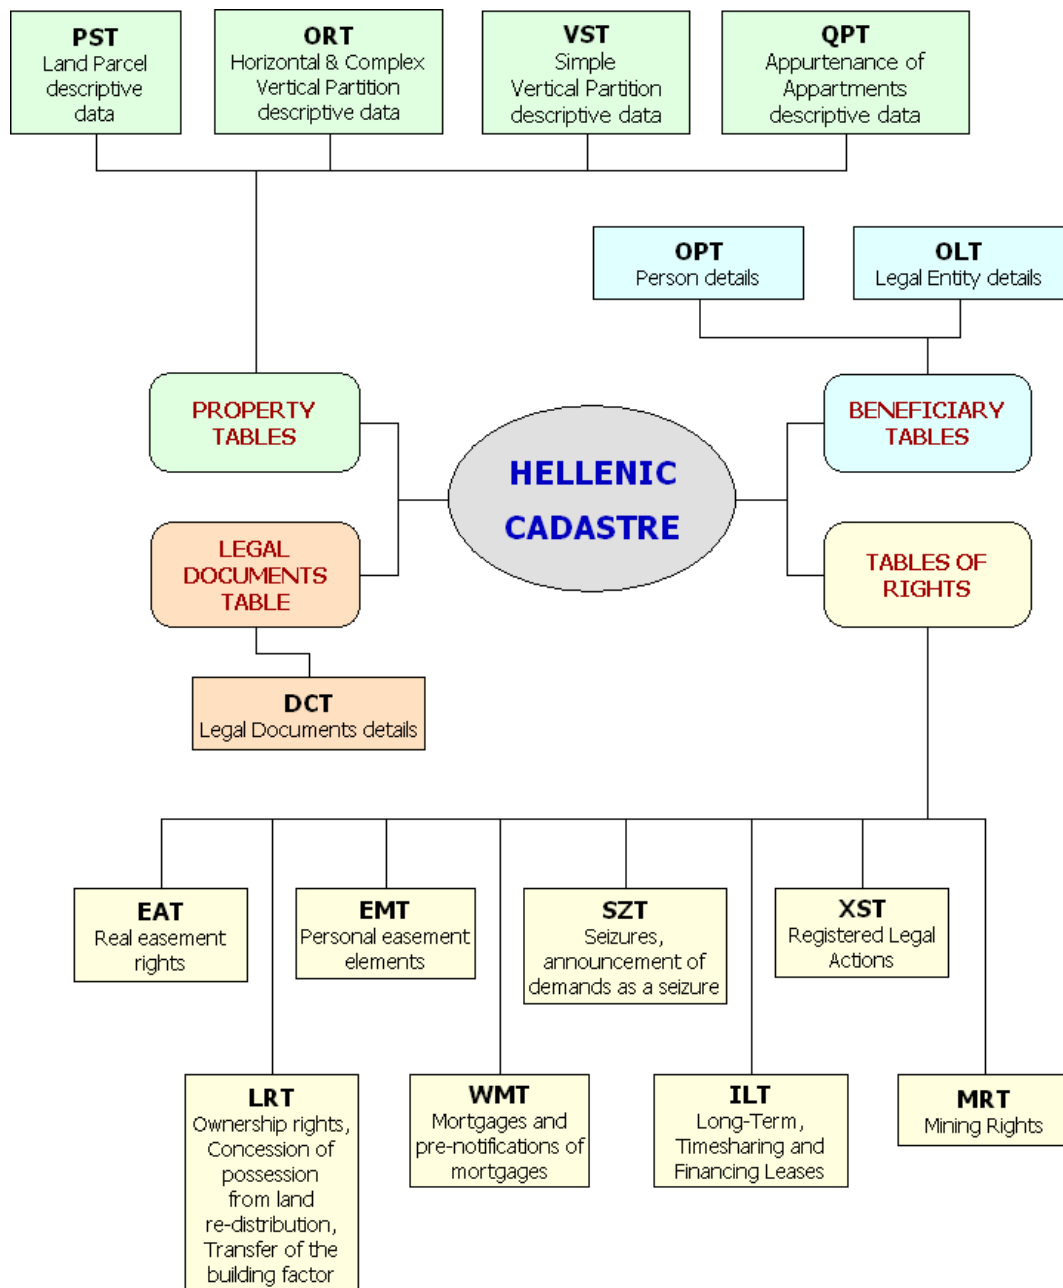 PST
Land Parcel
descriptive
data
ORT
Horizontal & Complex
Vertical Partition
descriptive data
VST
Simple
Vertical Partition
descriptive data
QPT
Appurtenance of
Appartments
descriptive data
OPT
Person details
OLT
Legal Entity details
PROPERTY
TABLES
BENEFICIARY
TABLES
HELLENIC
CADASTRE
LEGAL
DOCUMENTS
TABLE
TABLES OF
RIGHTS
DCT
Legal Documents details
EAT
Real easement
rights
EMT
Personal easement
elements
SZT
Seizures,
announcement of
demands as a seizure
XST
Registered Legal
Actions
LRT
Ownership rights,
Concession of
possession
from land
re-distribution,
Transfer of the
building factor
WMT
Mortgages and
pre-notifications of
mortgages
ILT
Long-Term,
Timesharing and
Financing Leases
MRT
Mining Rights